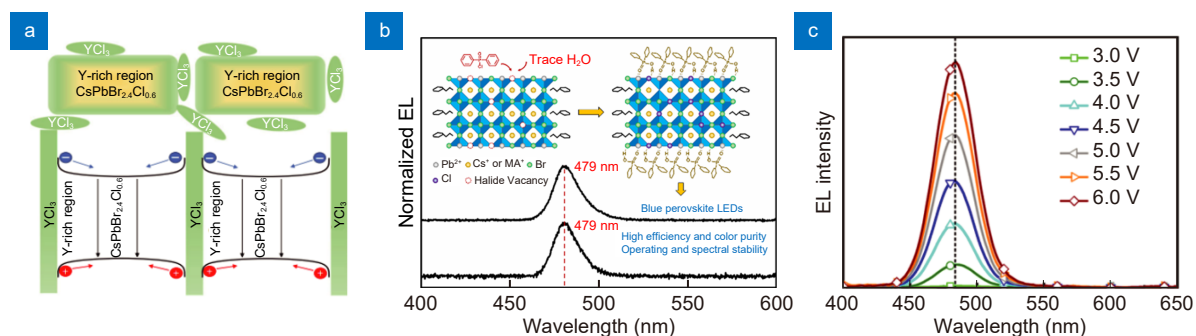 a
YCl₃
YCl₃
Y-rich region
CsPbBr₂.₄Cl₀.₆
YCl₃
Y-rich region
CsPbBr₂.₄Cl₀.₆
YCl₃
YCl₃
YCl₃
YCl₃
YCl₃
Y-rich region
CsPbBr₂.₄Cl₀.₆
YCl₃
Y-rich region
CsPbBr₂.₄Cl₀.₆
YCl₃
b
Normalized EL
Trace H₂O
Pb²⁺
Cs⁺ or MA⁺
Br
Cl
Halide Vacancy
479 nm
Blue perovskite LEDs
479 nm
High efficiency and color purity
Operating and spectral stability
400
450
500
550
600
Wavelength (nm)
c
EL intensity
3.0 V
3.5 V
4.0 V
4.5 V
5.0 V
5.5 V
6.0 V
400
450
500
550
600
650
Wavelength (nm)